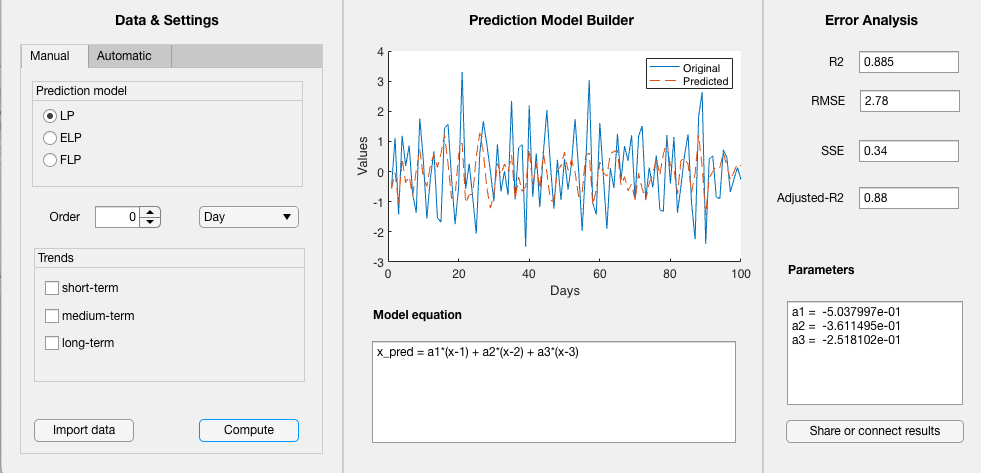 Data & Settings
Manual
Automatic
Prediction model
LP
ELP
FLP
Order
0
Day
Trends
short-term
medium-term
long-term
Import data
Compute
Prediction Model Builder
4
3
2
1
0
-1
-2
-3
Values
0
20
40
60
80
100
Days
Original
Predicted
Model equation
x_pred = a1*(x-1) + a2*(x-2) + a3*(x-3)
Error Analysis
R2
0.885
RMSE
2.78
SSE
0.34
Adjusted-R2
0.88
Parameters
a1 = -5.037997e-01
a2 = -3.611495e-01
a3 = -2.518102e-01
Share or connect results